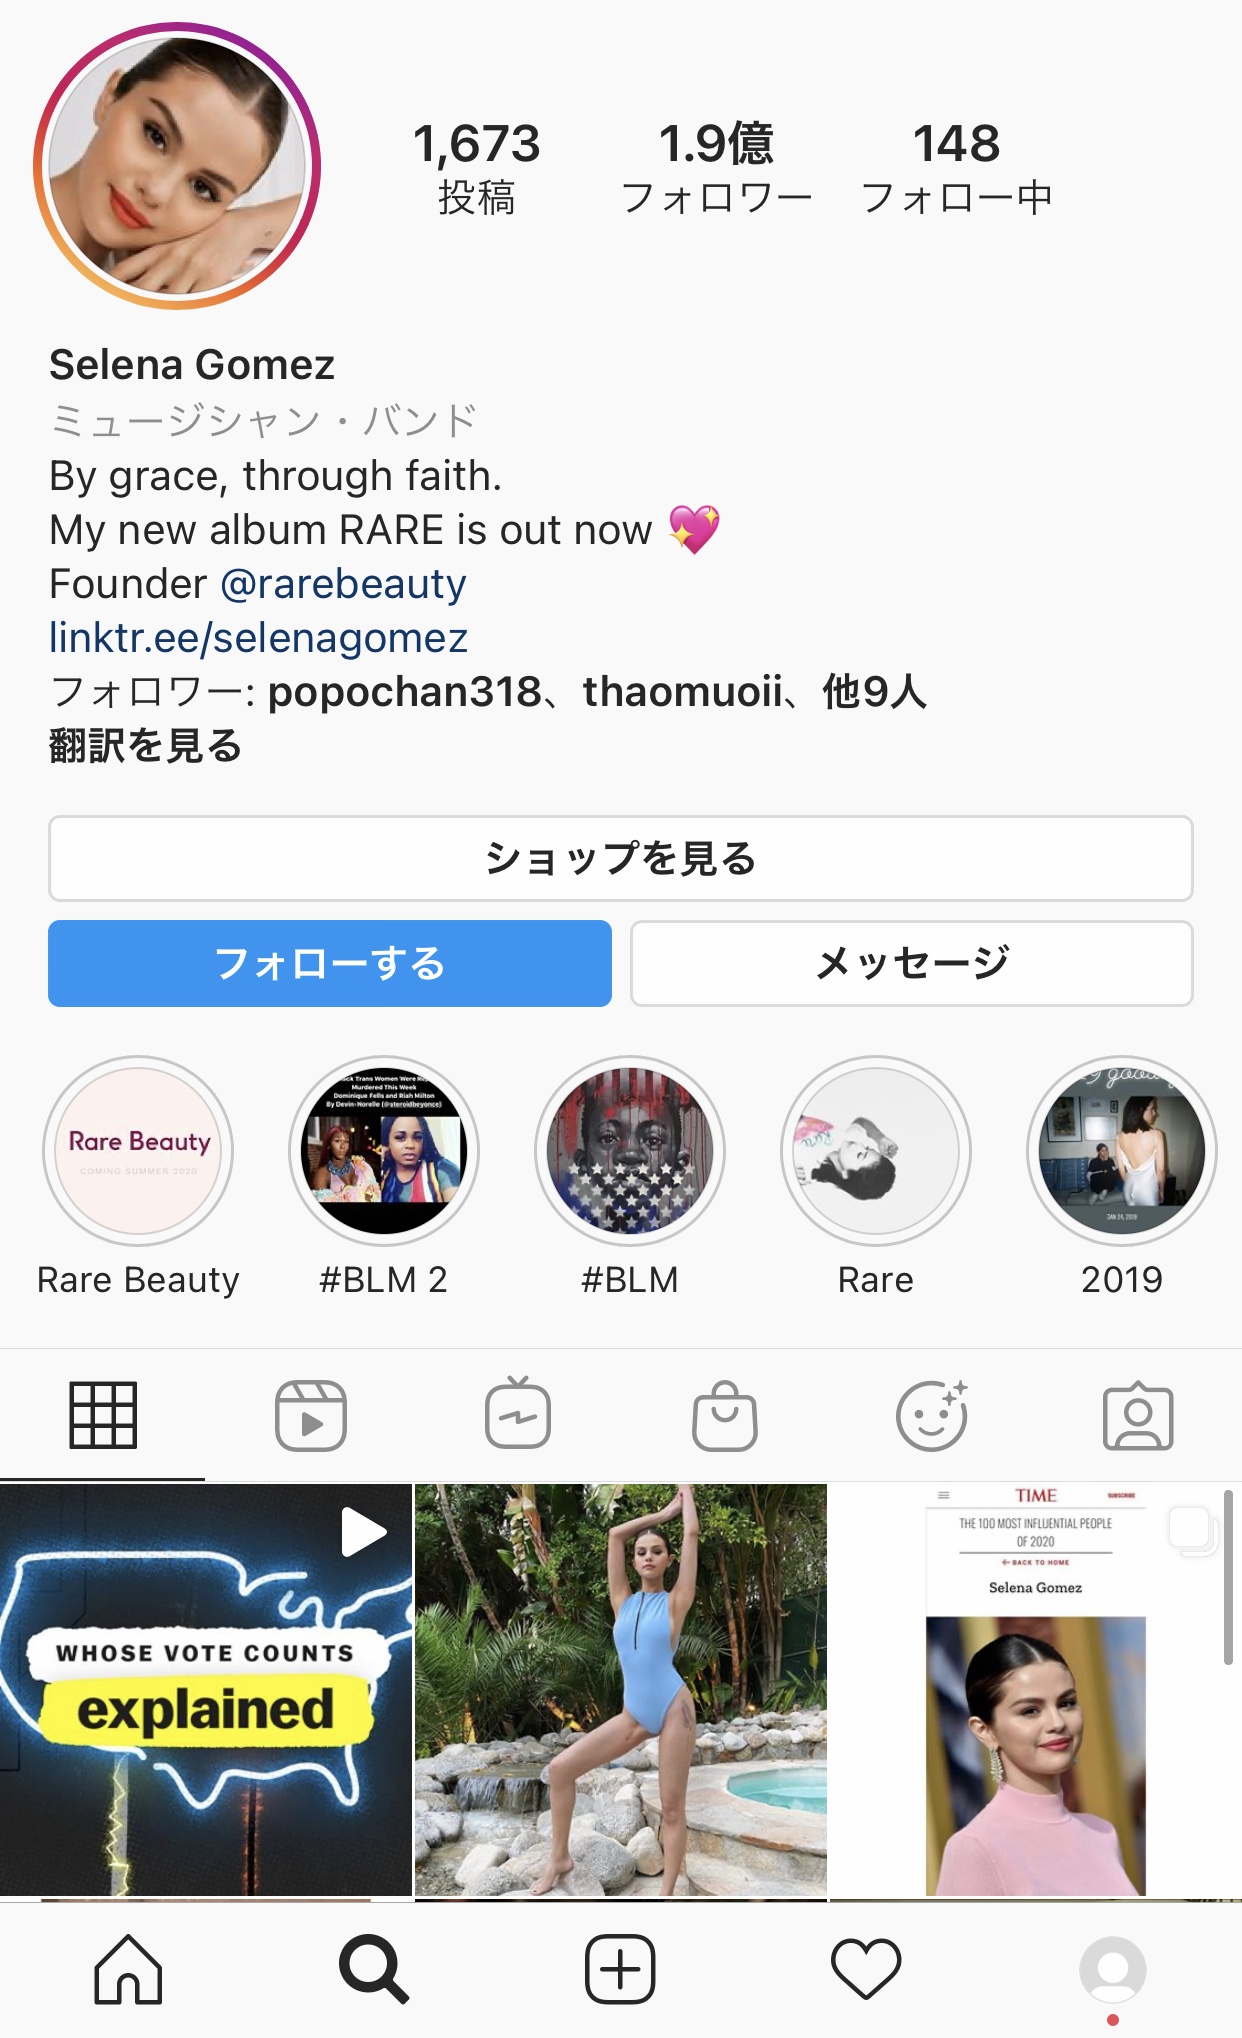 1,673
投稿
1.9億
フォロワー
148
フォロー中
Selena Gomez
ミュージシャン・バンド
By grace, through faith.
My new album RARE is out now 💖
Founder @rarebeauty
linktr.ee/selenagomez
フォロワー: popochan318、thaomuoii、他9人
翻訳を見る
ショップを見る
フォローする
メッセージ
Rare Beauty
COMING SUMMER 2020
Trans Women Were
Murdered This Week
Dominique Fells and Riah Milton
By Devin-Norelle (@steroidbeyonce)
JAN 24, 2019
Rare Beauty
#BLM 2
#BLM
Rare
2019
WHOSE VOTE COUNTS
explained
TIME
SUBSCRIBE
THE 100 MOST INFLUENTIAL PEOPLE
OF 2020
← BACK TO HOME
Selena Gomez